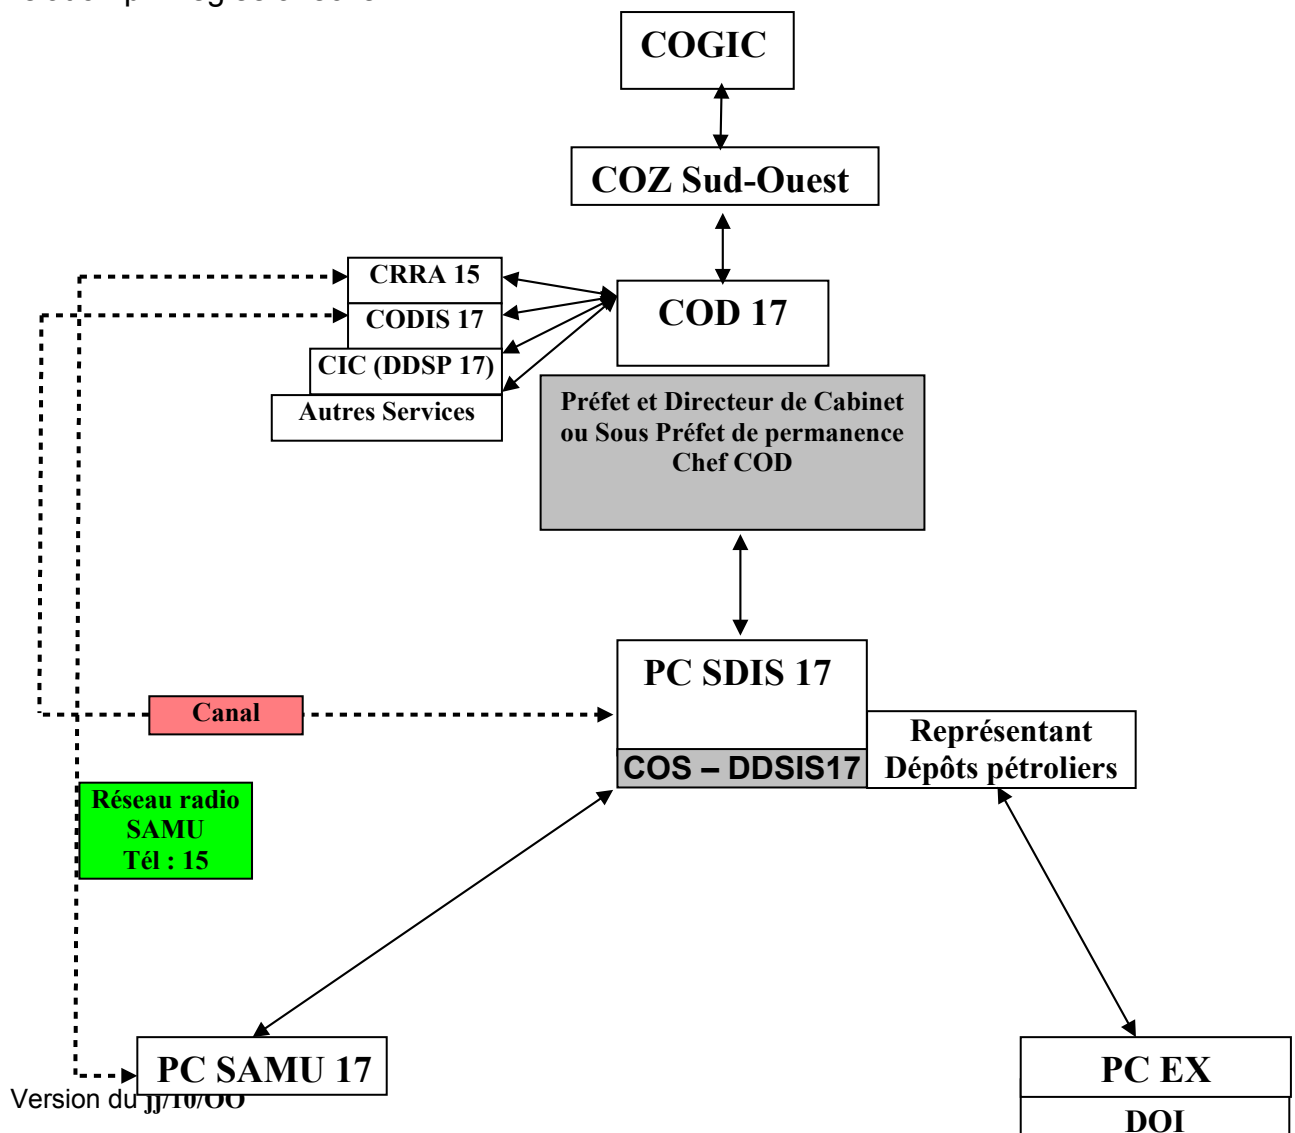 COGIC
COZ Sud-Ouest
CRRA 15
CODIS 17
CIC (DDSP 17)
Autres Services
COD 17
Préfet et Directeur de Cabinet
ou Sous Préfet de permanence
Chef COD
PC SDIS 17
COS – DDSIS17
Représentant
Dépôts pétroliers
Canal
Réseau radio
SAMU
Tél : 15
PC SAMU 17
PC EX
DOI
Version du jj/10/OO